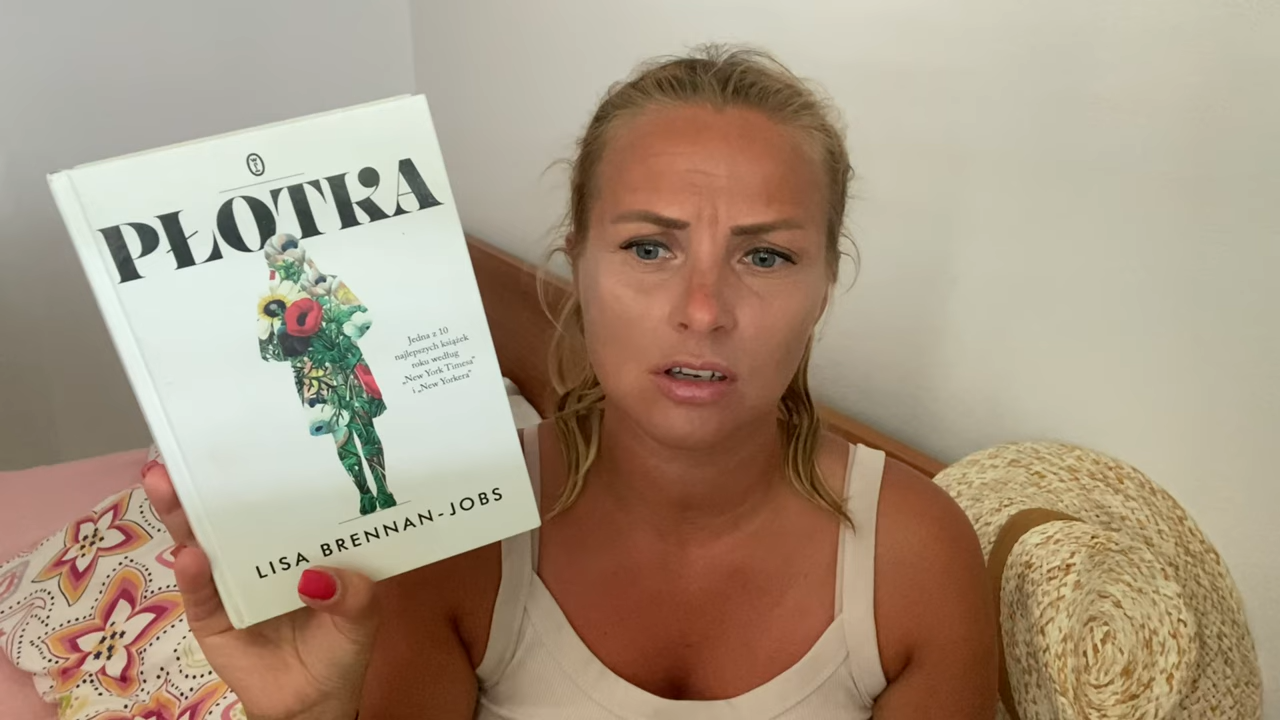 PŁOTKA
Jedna z 10
najlepszych książek
roku według
„New York Timesa”
i „New Yorkera”
LISA BRENNAN-JOBS